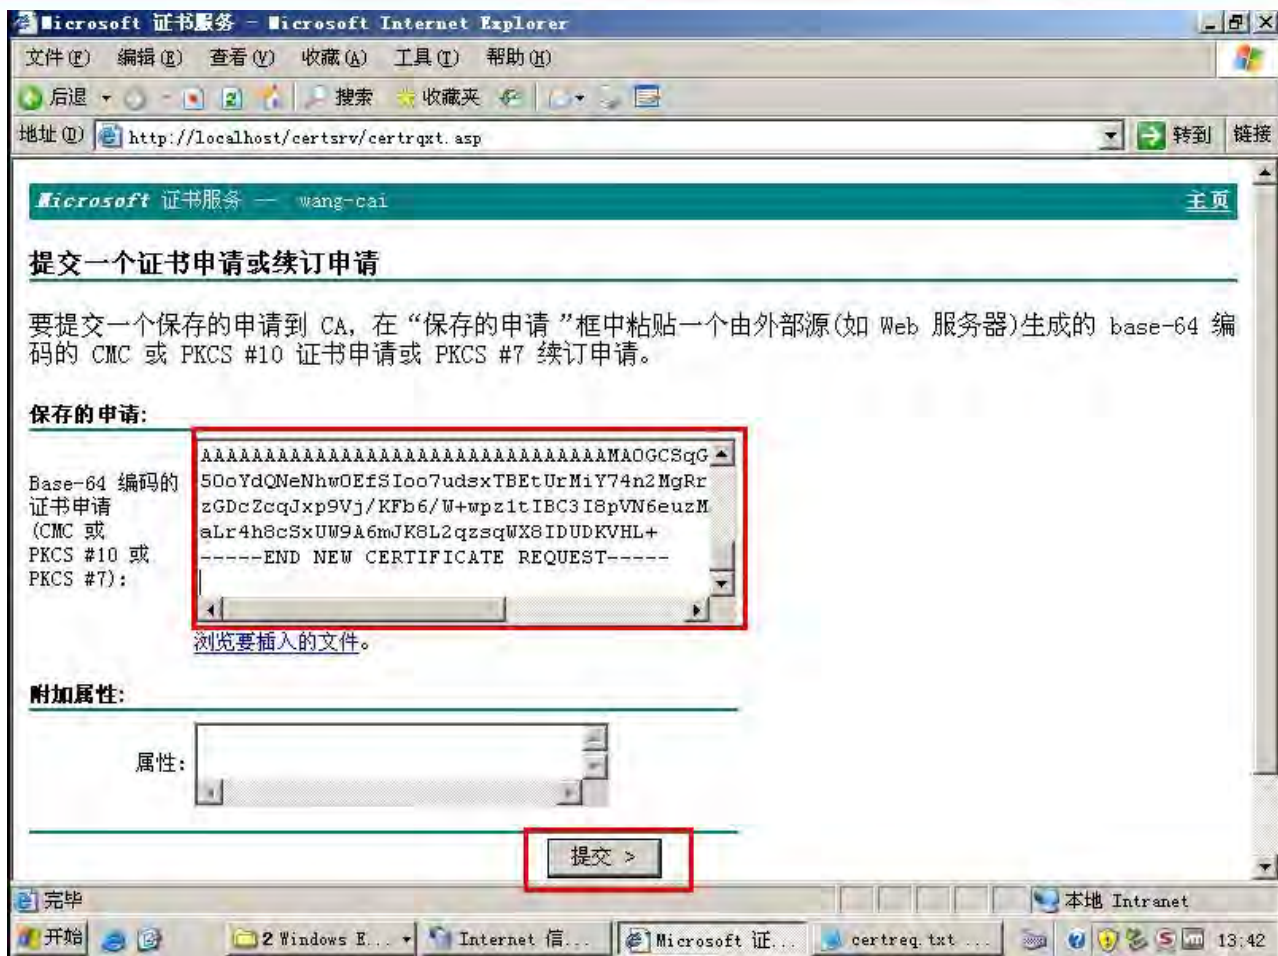 Microsoft 证书服务 - Microsoft Internet Explorer
文件(F) 编辑(E) 查看(V) 收藏(A) 工具(T) 帮助(H)
后退 搜索 收藏夹
地址(D) http://localhost/certsrv/certrqxt.asp 转到 链接
Microsoft 证书服务 — wang-cai 主页
提交一个证书申请或续订申请
要提交一个保存的申请到 CA，在“保存的申请”框中粘贴一个由外部源(如 Web 服务器)生成的 base-64 编
码的 CMC 或 PKCS #10 证书申请或 PKCS #7 续订申请。
保存的申请:
Base-64 编码的
证书申请
(CMC 或
PKCS #10 或
PKCS #7):
AAAAAAAAAAAAAAAAAAAAAAAAAAAAAAAAMA0GCSqG
50oYdQNeNhw0EfSIoo7udsxTBEtUrMiY74n2MgRr
zGDcZcqJxp9Vj/KFb6/W+wpz1tIBC3I8pVN6euzM
aLr4h8cSxUW9A6mJK8L2qzsqWX8IDUDKVHL+
-----END NEW CERTIFICATE REQUEST-----
浏览要插入的文件。
附加属性:
属性:
提交 >
完毕 本地 Intranet
开始 2 Windows E... Internet 信... Microsoft 证... certreq.txt ... 13:42